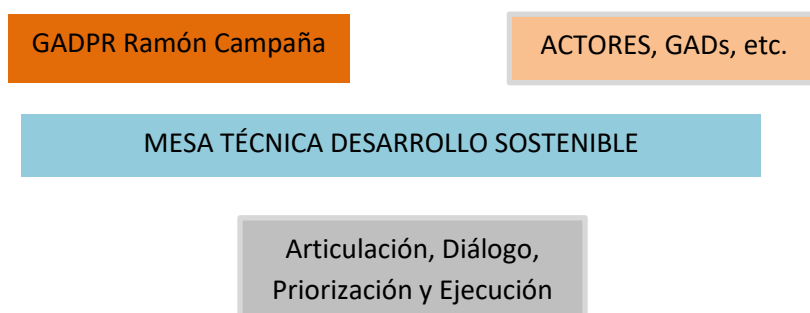 GADPR Ramón Campaña
ACTORES, GADs, etc.
MESA TÉCNICA DESARROLLO SOSTENIBLE
Articulación, Diálogo,
Priorización y Ejecución